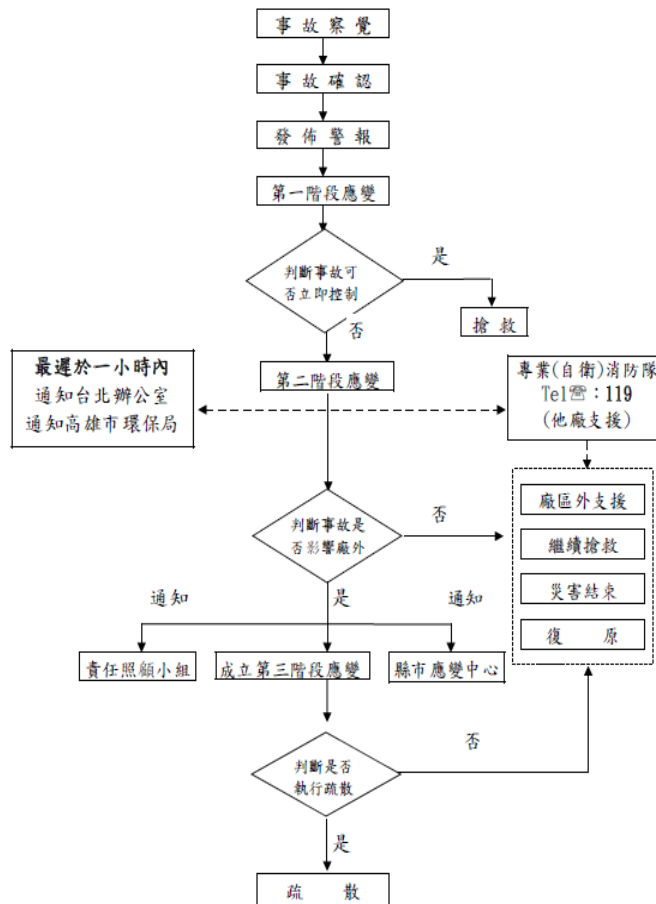 事故察覺
事故確認
發佈警報
第一階段應變
判斷事故可
否立即控制
是
搶救
否
最遲於一小時內
通知台北辦公室
通知高雄市環保局
第二階段應變
專業(自衛)消防隊
Tel☏：119
(他廠支援)
判斷事故是
否影響廠外
否
廠區外支援
繼續搶救
災害結束
復　原
通知
是
通知
責任照顧小組
成立第三階段應變
縣市應變中心
判斷是否
執行疏散
否
是
疏　散